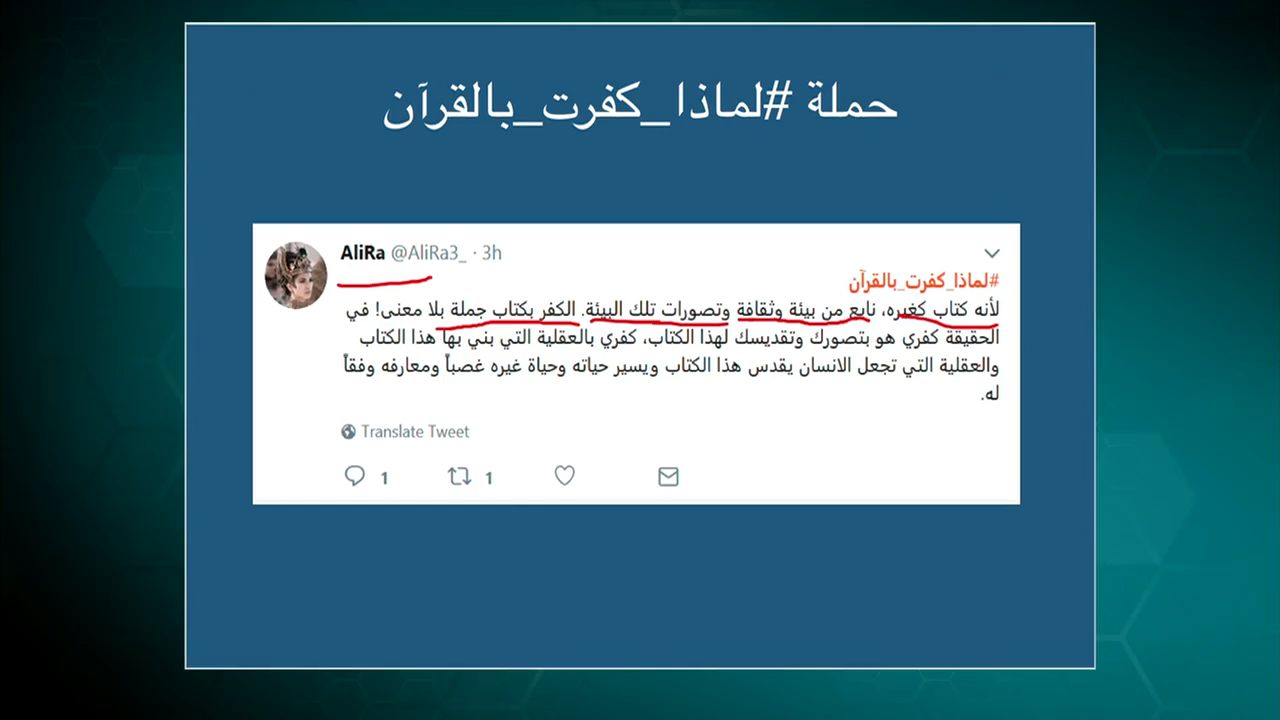 حملة #لماذا_كفرت_بالقرآن
AliRa @AliRa3_ · 3h
#لماذا_كفرت_بالقرآن
لأنه كتاب كغيره، نابع من بيئة وثقافة وتصورات تلك البيئة. الكفر بكتاب جملة بلا معنى! في
الحقيقة كفري هو بتصورك وتقديسك لهذا الكتاب، كفري بالعقلية التي بني بها هذا الكتاب
والعقلية التي تجعل الانسان يقدس هذا الكتاب ويسير حياته وحياة غيره غصباً ومعارفه وفقاً
له.
Translate Tweet
1 1